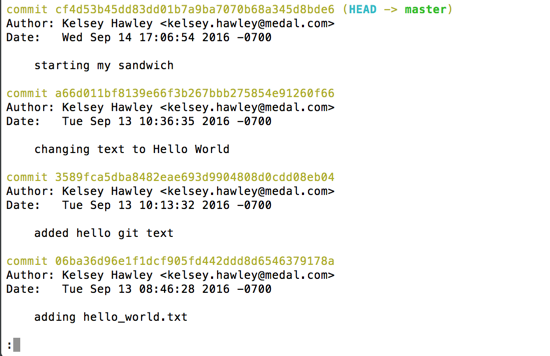 commit cf4d53b45dd83dd01b7a9ba7070b68a345d8bde6 (HEAD -> master)
Author: Kelsey Hawley <kelsey.hawley@medal.com>
Date:   Wed Sep 14 17:06:54 2016 -0700
    starting my sandwich
commit a66d011bf8139e66f3b267bbb275854e91260f66
Author: Kelsey Hawley <kelsey.hawley@medal.com>
Date:   Tue Sep 13 10:36:35 2016 -0700
    changing text to Hello World
commit 3589fca5dba8482eae693d9904808d0cdd08eb04
Author: Kelsey Hawley <kelsey.hawley@medal.com>
Date:   Tue Sep 13 10:13:32 2016 -0700
    added hello git text
commit 06ba36d96e1f1dcf905fd442ddd8d6546379178a
Author: Kelsey Hawley <kelsey.hawley@medal.com>
Date:   Tue Sep 13 08:46:28 2016 -0700
    adding hello_world.txt
: